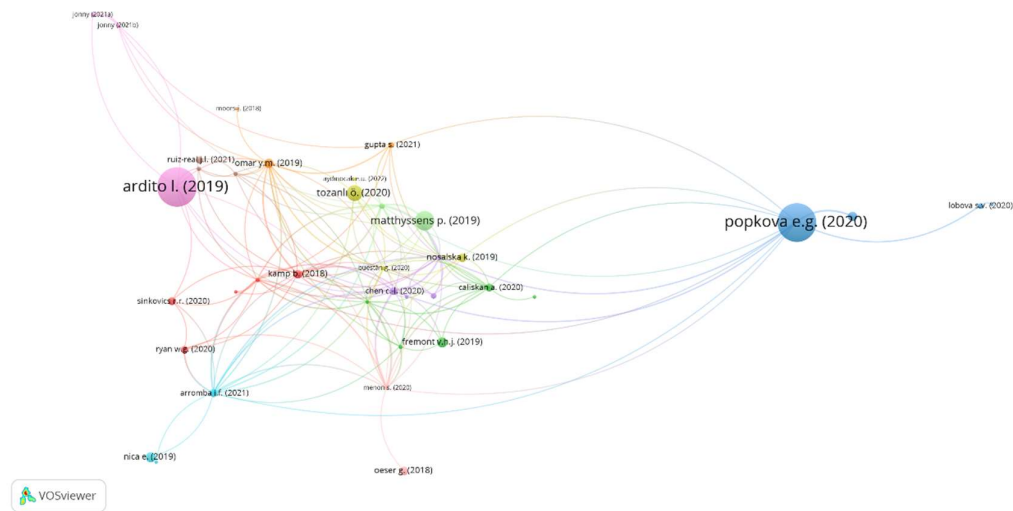 jonny (2021a)
jonny (2021b)
moors j. (2018)
gupta s. (2021)
ruiz-real j.l. (2021)
omar y.m. (2019)
ardito l. (2019)
tozanlı ö. (2020)
matthyssens p. (2019)
popkova e.g. (2020)
lobova s.v. (2020)
nosalska k. (2019)
kamp b. (2018)
chen c.-l. (2020)
caliskan a. (2020)
sinkovics r.r. (2020)
fremont v.h.j. (2019)
ryan w.g. (2020)
menon s. (2020)
arromba i.f. (2021)
nica e. (2019)
oeser g. (2018)
VOSviewer